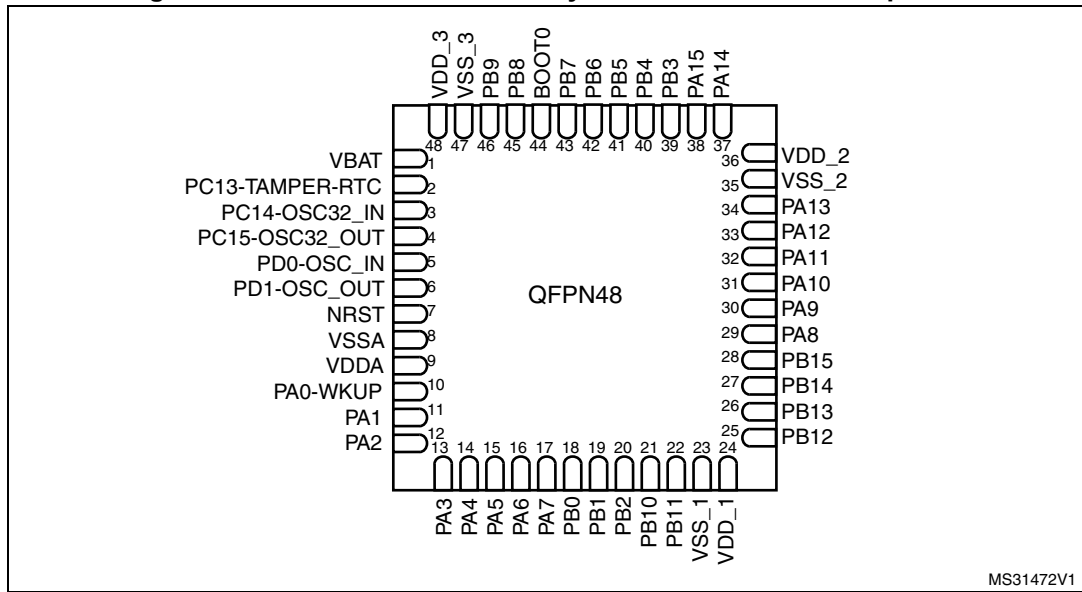 VDD_3
VSS_3
PB9
PB8
BOOT0
PB7
PB6
PB5
PB4
PB3
PA15
PA14
48
47
46
45
44
43
42
41
40
39
38
37
VBAT 1
PC13-TAMPER-RTC 2
PC14-OSC32_IN 3
PC15-OSC32_OUT 4
PD0-OSC_IN 5
PD1-OSC_OUT 6
NRST 7
VSSA 8
VDDA 9
PA0-WKUP 10
PA1 11
PA2 12
QFPN48
36 VDD_2
35 VSS_2
34 PA13
33 PA12
32 PA11
31 PA10
30 PA9
29 PA8
28 PB15
27 PB14
26 PB13
25 PB12
13
14
15
16
17
18
19
20
21
22
23
24
PA3
PA4
PA5
PA6
PA7
PB0
PB1
PB2
PB10
PB11
VSS_1
VDD_1
MS31472V1